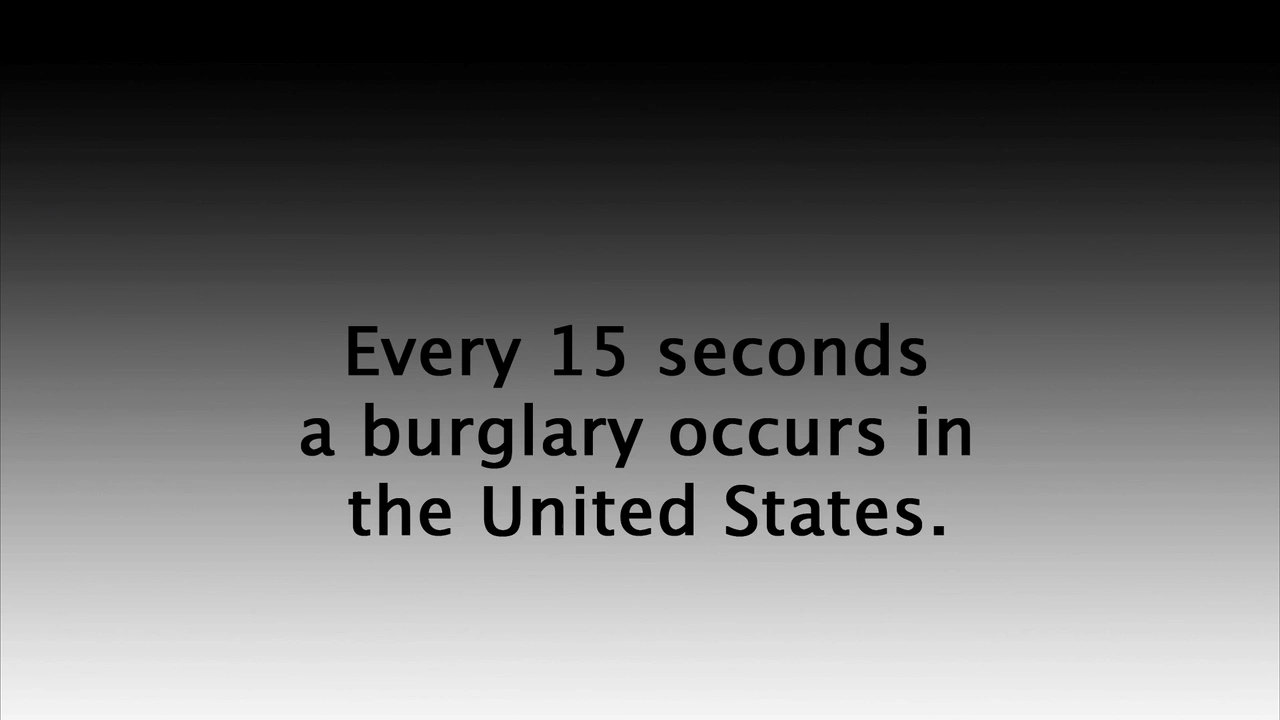 Every 15 seconds
a burglary occurs in
the United States.